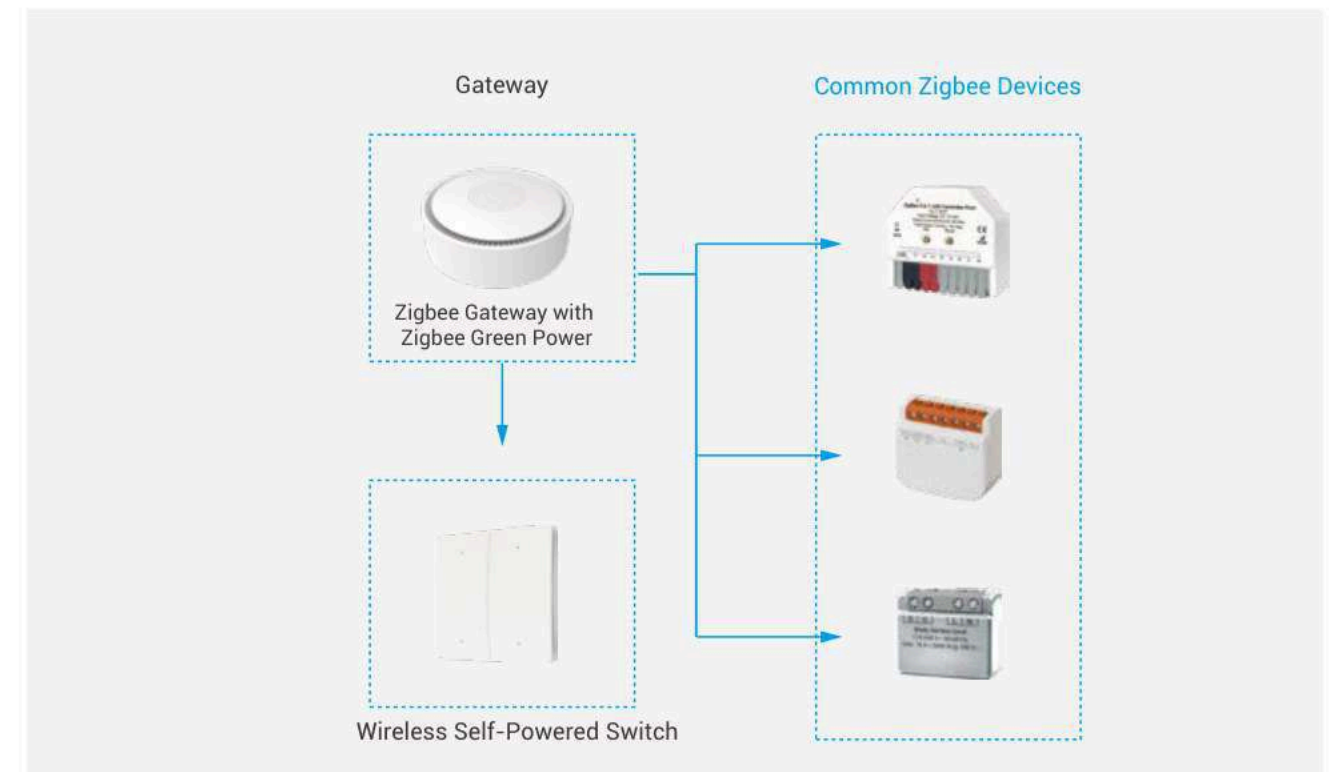 Gateway
Common Zigbee Devices
Zigbee Gateway with
Zigbee Green Power
Wireless Self-Powered Switch